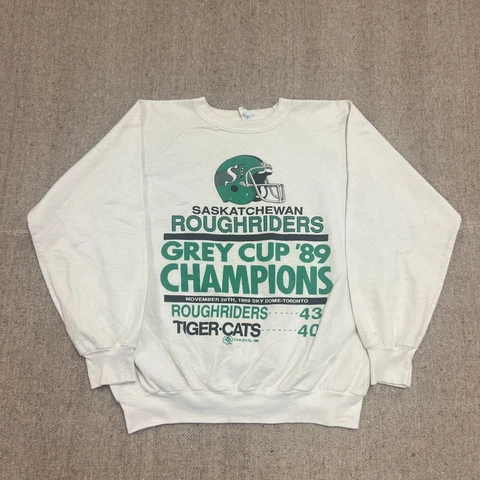 S
SASKATCHEWAN
ROUGHRIDERS
GREY CUP '89
CHAMPIONS
NOVEMBER 26TH, 1989 SKY DOME-TORONTO
ROUGHRIDERS ----- 43
TIGER-CATS ------ 40